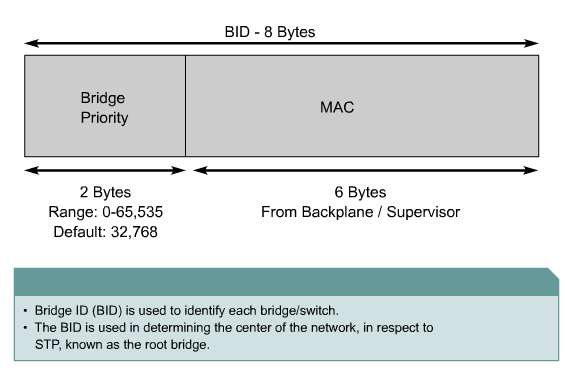 BID - 8 Bytes
Bridge
Priority
MAC
2 Bytes
Range: 0-65,535
Default: 32,768
6 Bytes
From Backplane / Supervisor
• Bridge ID (BID) is used to identify each bridge/switch.
• The BID is used in determining the center of the network, in respect to
STP, known as the root bridge.